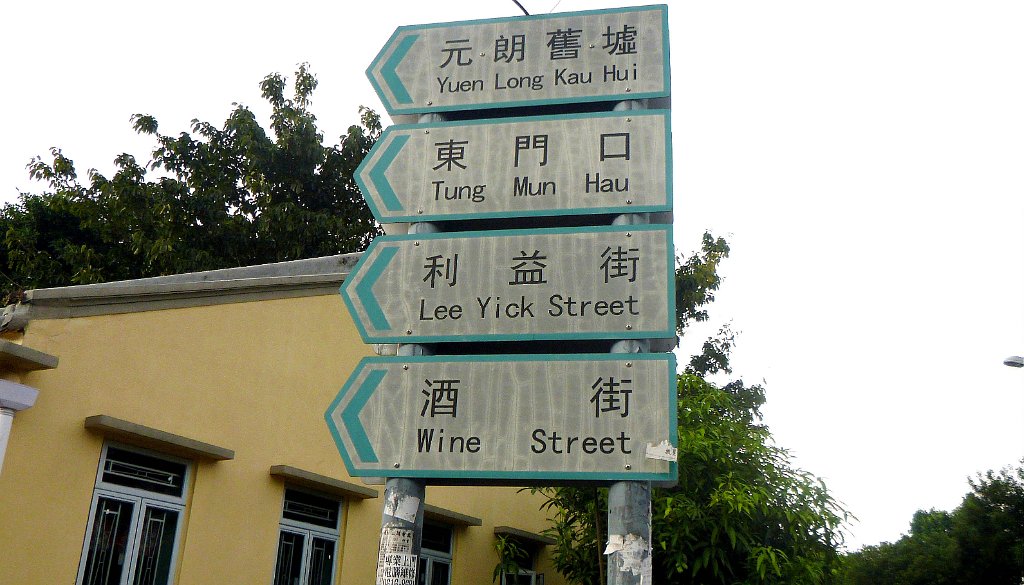 元朗舊墟
Yuen Long Kau Hui
東門口
Tung Mun Hau
利益街
Lee Yick Street
酒街
Wine Street